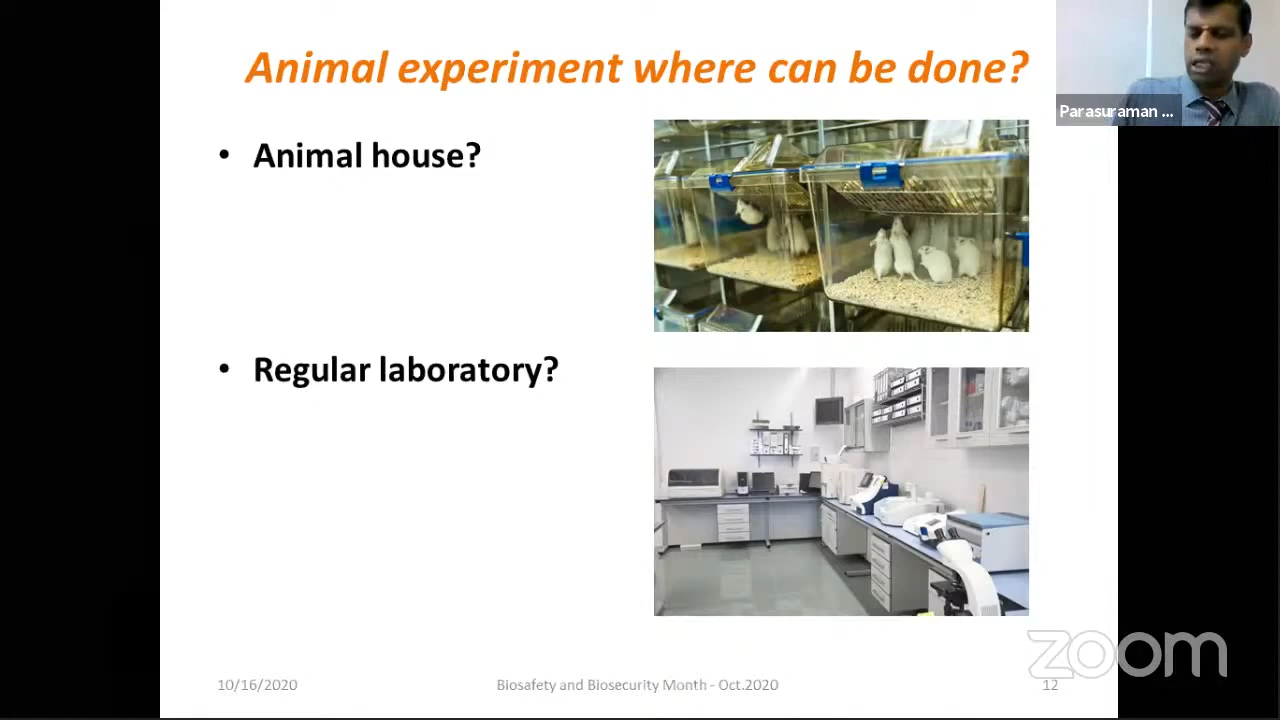 Animal experiment where can be done?
Parasuraman ...
• Animal house?
• Regular laboratory?
zoom
10/16/2020
Biosafety and Biosecurity Month - Oct.2020
12